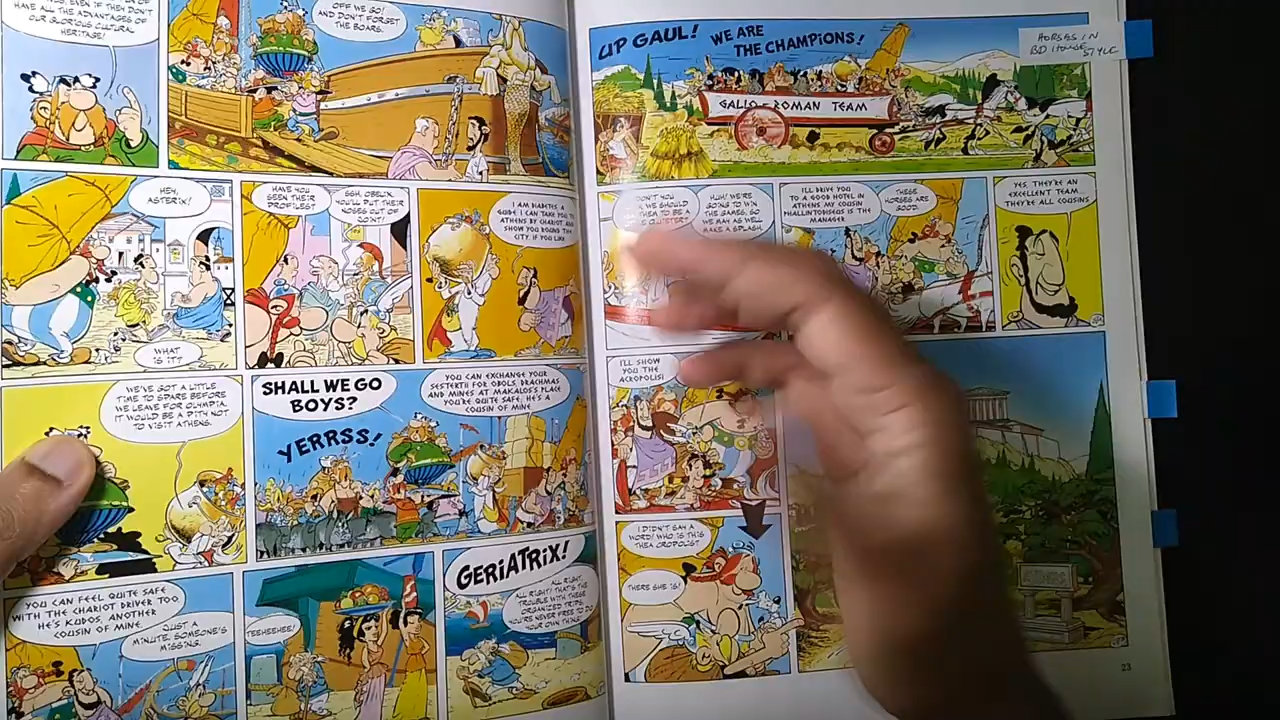 HAVE ALL THE ADVANTAGES OF
OUR GLORIOUS CULTURAL
HERITAGE!
OFF WE GO!
AND DON'T FORGET
THE BOARS.
HEY,
ASTERIX!
WHAT
IS IT?
HAVE YOU
SEEN THEIR
PROFILES?
SSH, OBELIX.
YOU'LL PUT THEIR
NOSES OUT OF
I AM DIABETES, A
GUIDE. I CAN TAKE YOU TO
ATHENS BY CHARIOT AND
SHOW YOU ROUND THE
CITY, IF YOU LIKE
WE'VE GOT A LITTLE
TIME TO SPARE BEFORE
WE LEAVE FOR OLYMPIA.
IT WOULD BE A PITY NOT
TO VISIT ATHENS.
SHALL WE GO
BOYS?
YERRSS!
YOU CAN EXCHANGE YOUR
SESTERTII FOR OBOLS, DRACHMAS
AND MINES AT MAKALOS'S PLACE
YOU'RE QUITE SAFE, HE'S A
COUSIN OF MINE
YOU CAN FEEL QUITE SAFE
WITH THE CHARIOT DRIVER TOO.
HE'S KUDOS, ANOTHER
COUSIN OF MINE.
JUST A
MINUTE. SOMEONE'S
MISSING.
TEEHEEHEE!
GERIATRIX!
ALL RIGHT,
ALL RIGHT! THAT'S THE
TROUBLE WITH THESE
ORGANIZED TRIPS.
YOU'RE NEVER FREE TO DO
YOUR OWN THING
UP GAUL!
WE ARE
THE CHAMPIONS!
GALLO-ROMAN TEAM
HORSES IN
STYLE
DON'T YOU
WE SHOULD
THEM TO BE A
HUH! WE'RE
GOING TO WIN
THE GAMES, SO
WE MAY AS WELL
MAKE A SPLASH.
I'LL DRIVE YOU
TO A GOOD HOTEL IN
ATHENS. MY COUSIN
IS THE
MANAGER
THESE
HORSES ARE
GOOD.
YES, THEY'RE AN
EXCELLENT TEAM...
THEY'RE ALL COUSINS
I'LL SHOW
YOU THE
ACROPOLIS!
I DIDN'T SAY A
WORD! WHO IS THIS
THEA CROPOLIS?
THERE SHE IS!
23